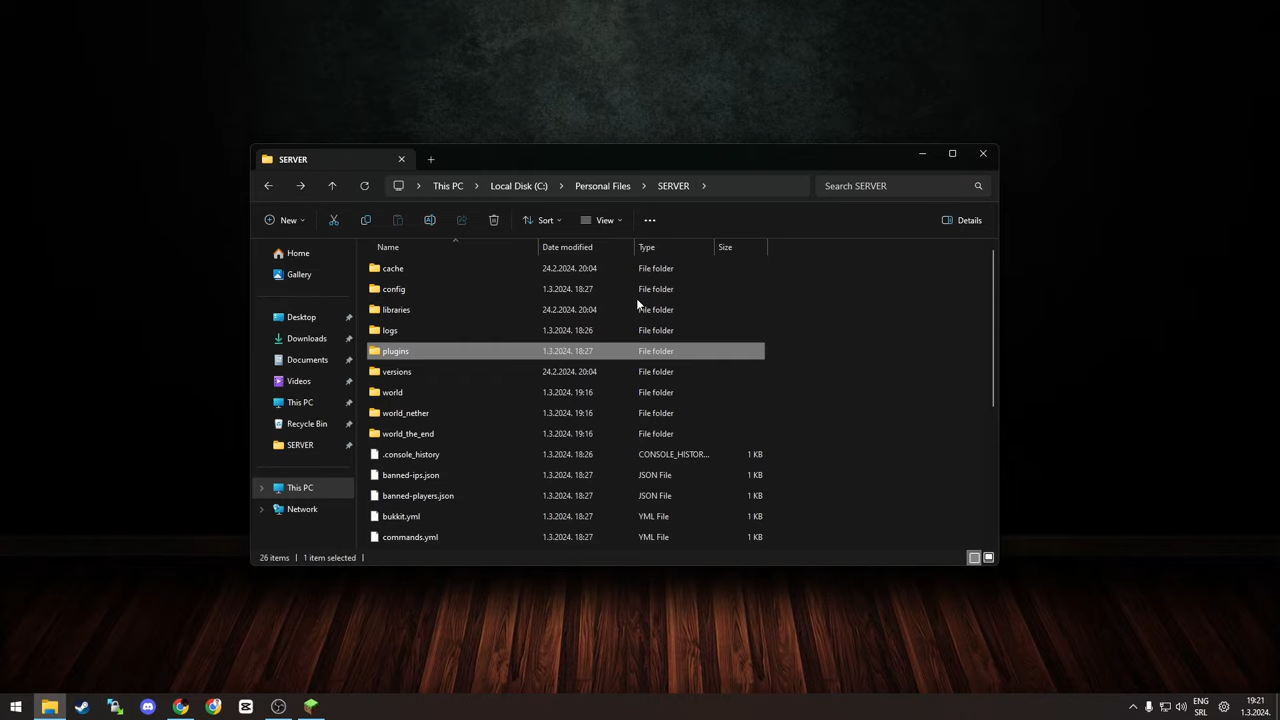 SERVER
This PC > Local Disk (C:) > Personal Files > SERVER >
Search SERVER
New
Sort
View
Details
Name Date modified Type Size
Home
Gallery
Desktop
Downloads
Documents
Videos
This PC
Recycle Bin
SERVER
This PC
Network
cache 24.2.2024. 20:04 File folder
config 1.3.2024. 18:27 File folder
libraries 24.2.2024. 20:04 File folder
logs 1.3.2024. 18:26 File folder
plugins 1.3.2024. 18:27 File folder
versions 24.2.2024. 20:04 File folder
world 1.3.2024. 19:16 File folder
world_nether 1.3.2024. 19:16 File folder
world_the_end 1.3.2024. 19:16 File folder
.console_history 1.3.2024. 18:26 CONSOLE_HISTOR... 1 KB
banned-ips.json 1.3.2024. 18:27 JSON File 1 KB
banned-players.json 1.3.2024. 18:27 JSON File 1 KB
bukkit.yml 1.3.2024. 18:27 YML File 1 KB
commands.yml 1.3.2024. 18:27 YML File 1 KB
26 items 1 item selected
ENG 19:21
SRL 1.3.2024.